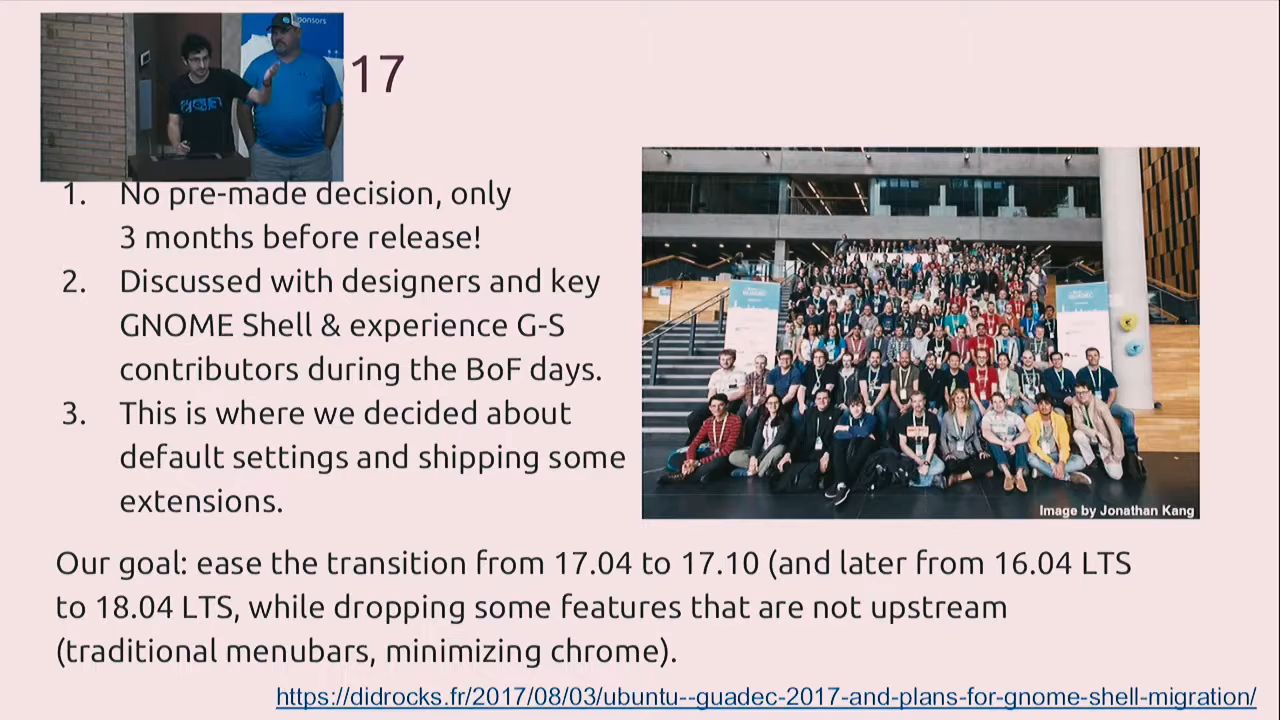 ponsors
17
1. No pre-made decision, only
3 months before release!
2. Discussed with designers and key
GNOME Shell & experience G-S
contributors during the BoF days.
3. This is where we decided about
default settings and shipping some
extensions.
Image by Jonathan Kang
Our goal: ease the transition from 17.04 to 17.10 (and later from 16.04 LTS
to 18.04 LTS, while dropping some features that are not upstream
(traditional menubars, minimizing chrome).
https://didrocks.fr/2017/08/03/ubuntu--guadec-2017-and-plans-for-gnome-shell-migration/